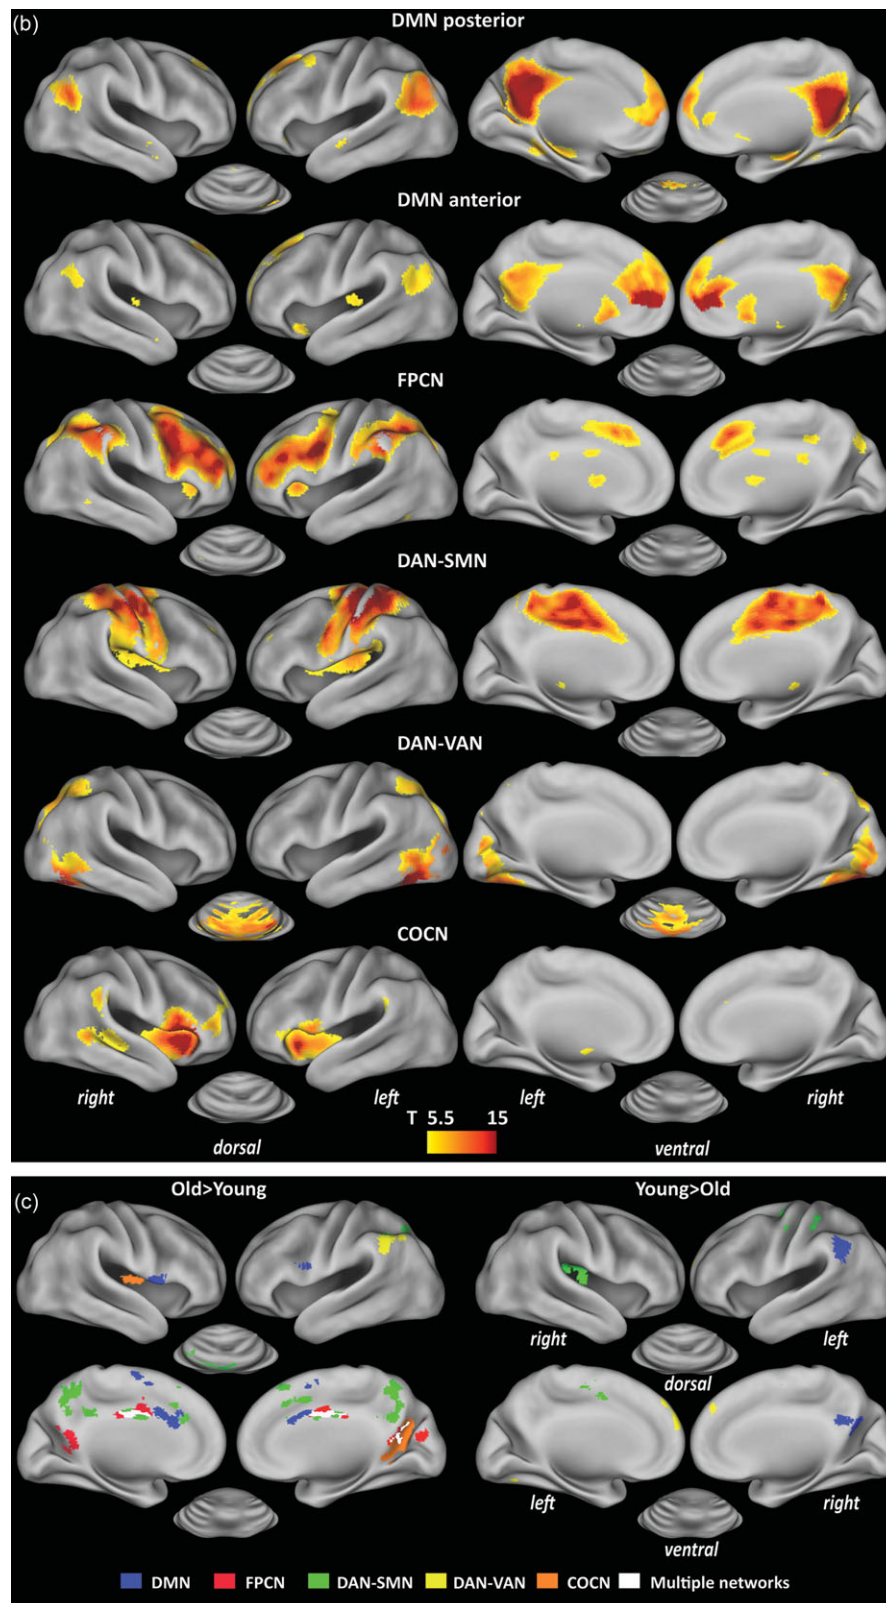 (b)
DMN posterior
DMN anterior
FPCN
DAN-SMN
DAN-VAN
COCN
right left left right
T 5.5 15
dorsal ventral
(c)
Old>Young Young>Old
right left
dorsal
left right
ventral
DMN FPCN DAN-SMN DAN-VAN COCN Multiple networks